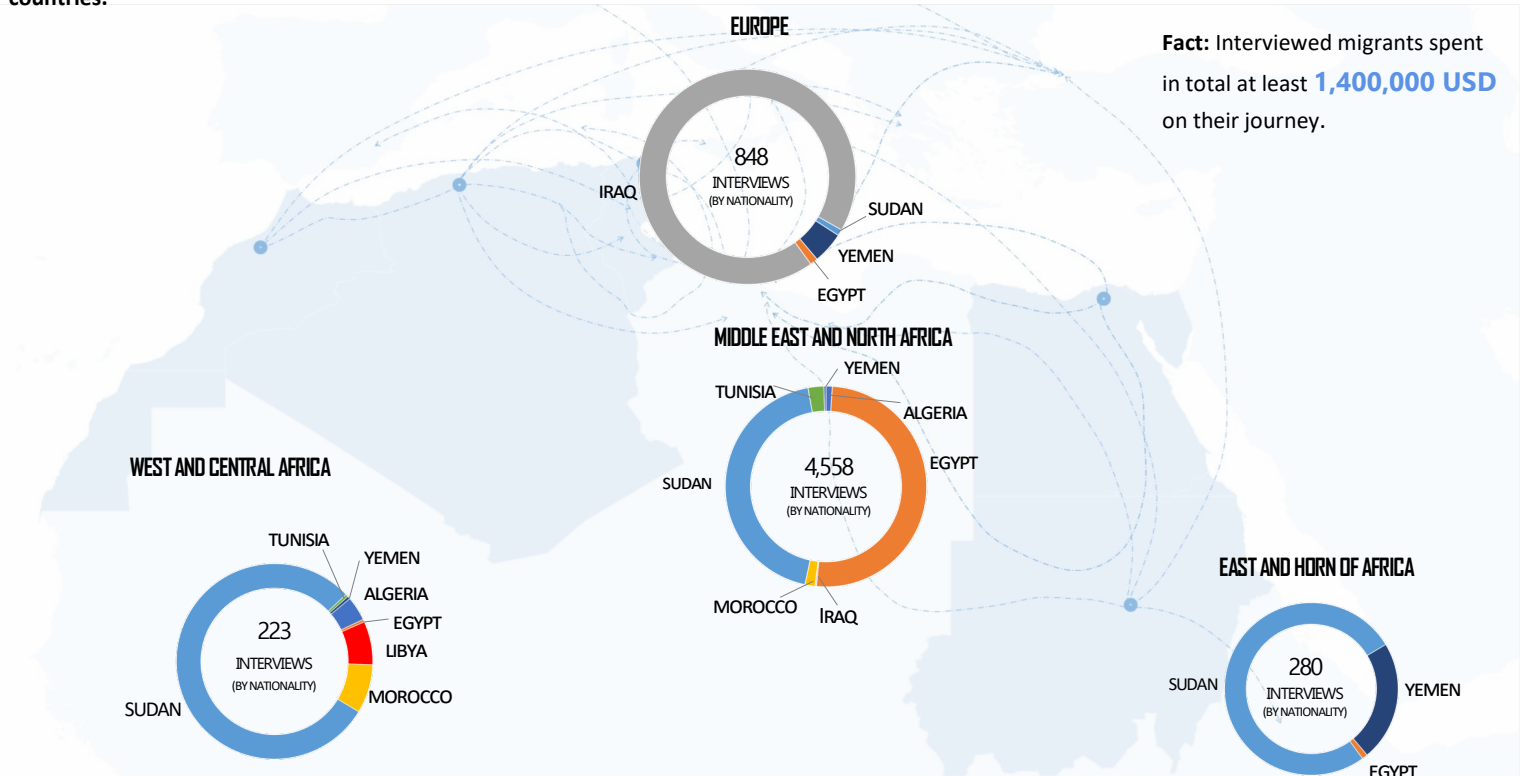 countries.
EUROPE
Fact: Interviewed migrants spent
in total at least 1,400,000 USD
on their journey.
848
INTERVIEWS
(BY NATIONALITY)
IRAQ
SUDAN
YEMEN
EGYPT
MIDDLE EAST AND NORTH AFRICA
YEMEN
TUNISIA
ALGERIA
EGYPT
SUDAN
4,558
INTERVIEWS
(BY NATIONALITY)
MOROCCO
IRAQ
WEST AND CENTRAL AFRICA
TUNISIA
YEMEN
ALGERIA
EGYPT
LIBYA
MOROCCO
223
INTERVIEWS
(BY NATIONALITY)
SUDAN
EAST AND HORN OF AFRICA
280
INTERVIEWS
(BY NATIONALITY)
SUDAN
YEMEN
EGYPT